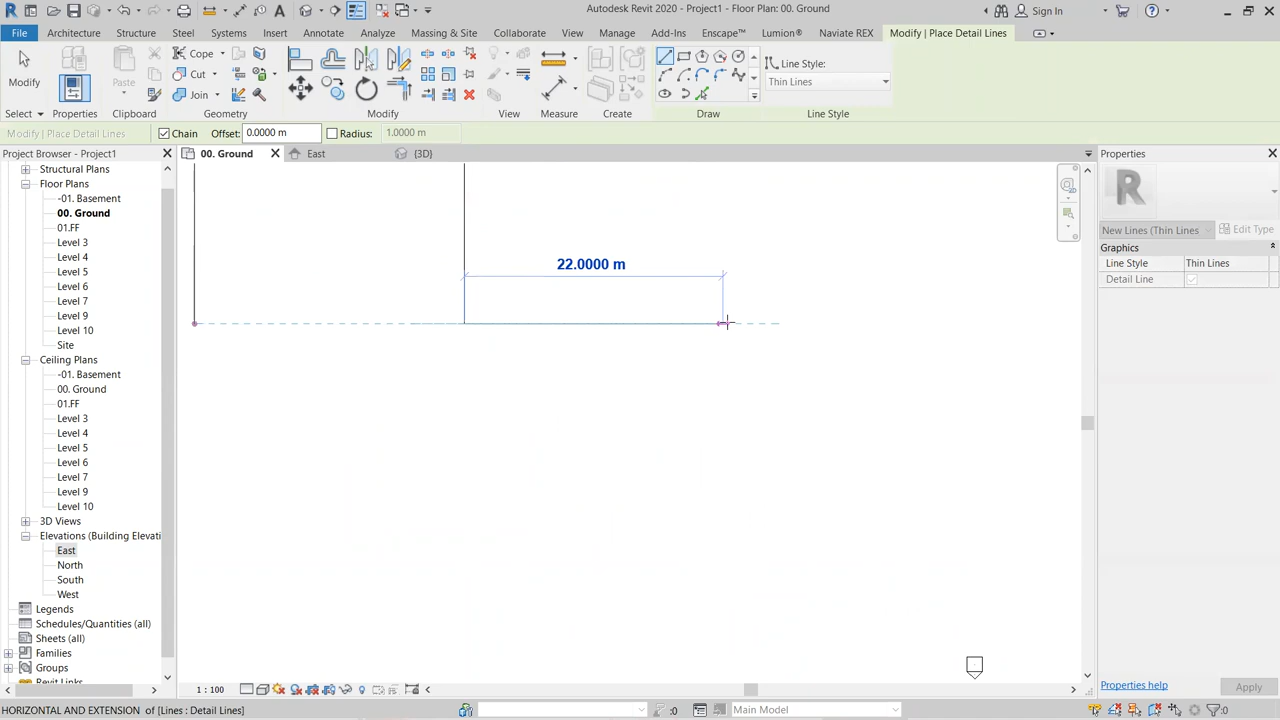 Autodesk Revit 2020 - Project1 - Floor Plan: 00. Ground
Sign In
File Architecture Structure Steel Systems Insert Annotate Analyze Massing & Site Collaborate View Manage Add-Ins Enscape™ Lumion® Naviate REX Modify | Place Detail Lines
Modify
Paste
Cope
Cut
Join
Line Style:
Thin Lines
Select Properties Clipboard Geometry Modify View Measure Create Draw Line Style
Modify | Place Detail Lines Chain Offset: 0.0000 m Radius: 1.0000 m
Project Browser - Project1
00. Ground East {3D}
Properties
Structural Plans
Floor Plans
-01. Basement
00. Ground
01.FF
Level 3
Level 4
Level 5
Level 6
Level 7
Level 9
Level 10
Site
Ceiling Plans
-01. Basement
00. Ground
01.FF
Level 3
Level 4
Level 5
Level 6
Level 7
Level 9
Level 10
3D Views
Elevations (Building Elevati
East
North
South
West
Legends
Schedules/Quantities (all)
Sheets (all)
Families
Groups
Revit Links
22.0000 m
New Lines (Thin Lines Edit Type
Graphics
Line Style Thin Lines
Detail Line
Properties help Apply
1 : 100
HORIZONTAL AND EXTENSION of [Lines : Detail Lines]
:0 Main Model :0